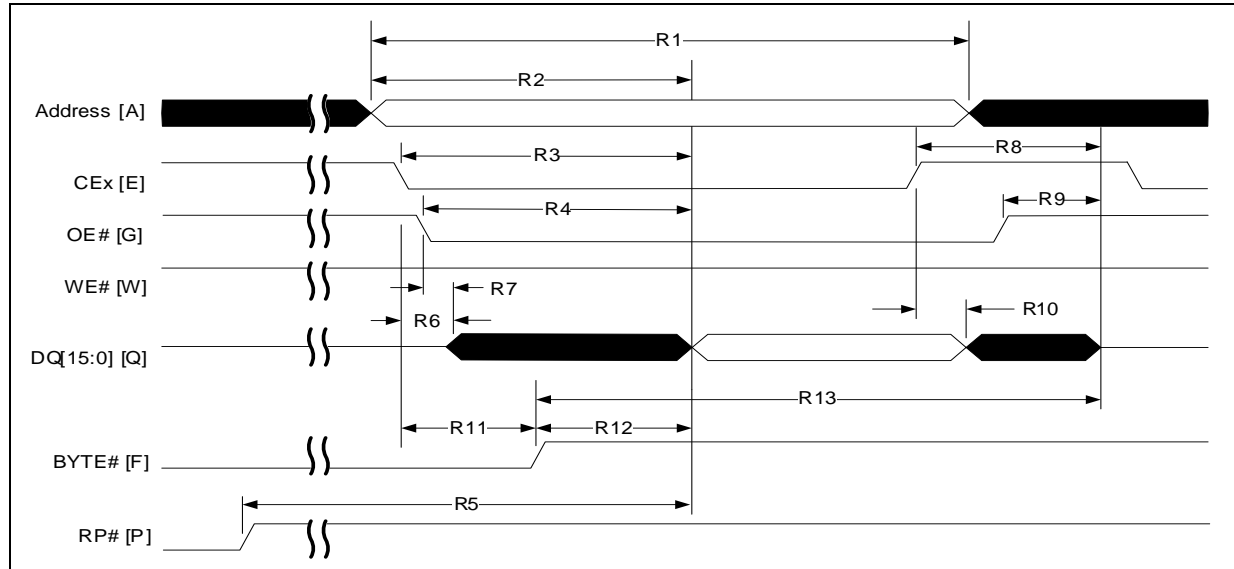 R1
R2
Address [A]
R3
R8
CEx [E]
R4
R9
OE# [G]
WE# [W]
R7
R6
R10
DQ[15:0] [Q]
R13
R11
R12
BYTE# [F]
R5
RP# [P]